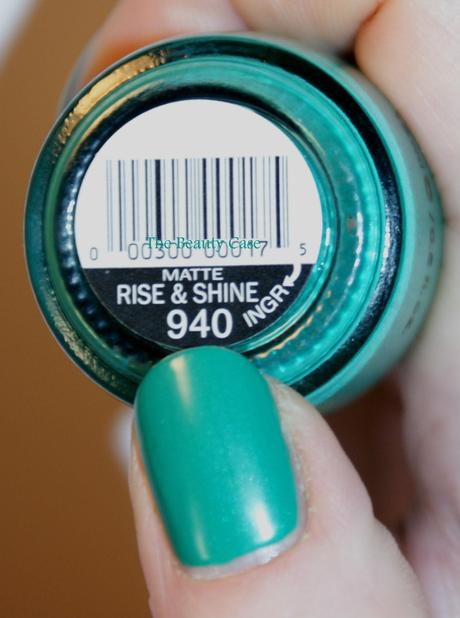 The Beauty Case
0 00300 00017 5
MATTE
RISE & SHINE
940 INGR